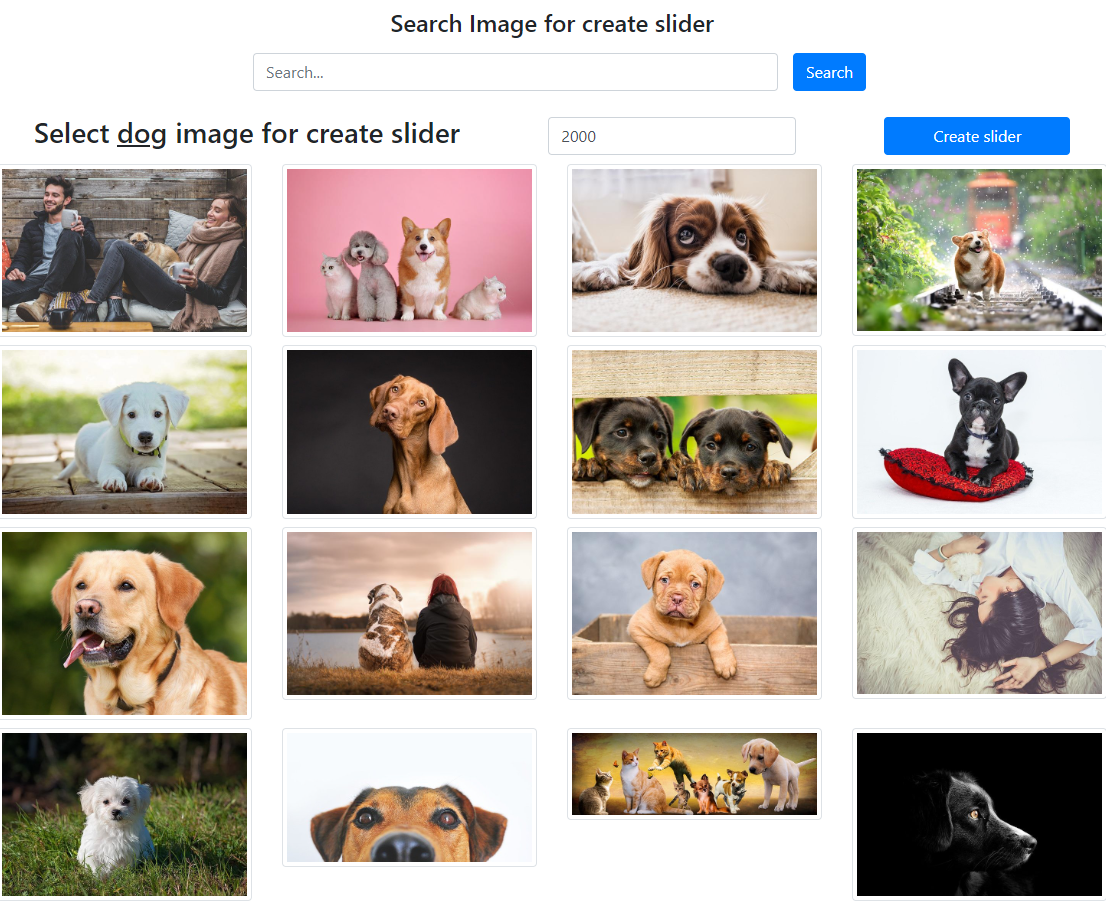 Search Image for create slider
Search...
Search
Select dog image for create slider
2000
Create slider